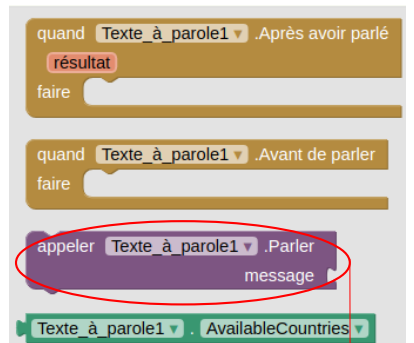 quand Texte_à_parole1 .Après avoir parlé
résultat
faire
quand Texte_à_parole1 .Avant de parler
faire
appeler Texte_à_parole1 .Parler
message
Texte_à_parole1 . AvailableCountries